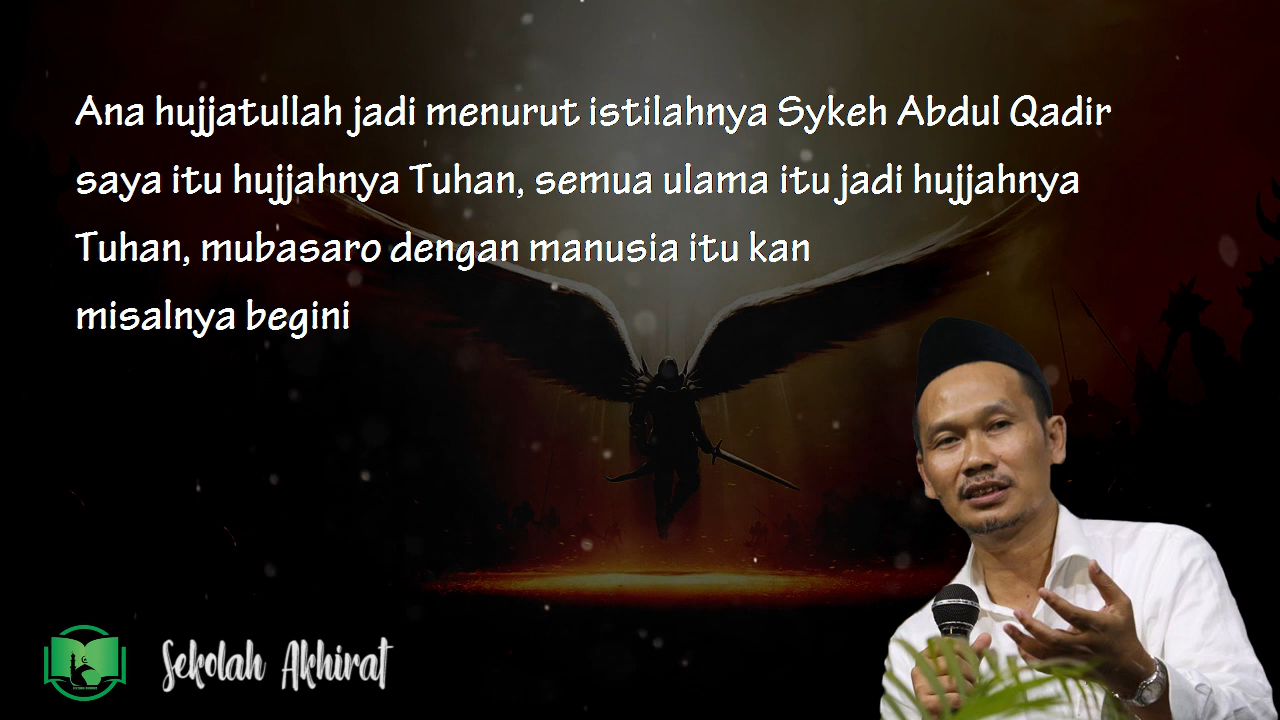 Ana hujjatullah jadi menurut istilahnya Sykeh Abdul Qadir
saya itu hujjahnya Tuhan, semua ulama itu jadi hujjahnya
Tuhan, mubasaro dengan manusia itu kan
misalnya begini
Sekolah Akhirat